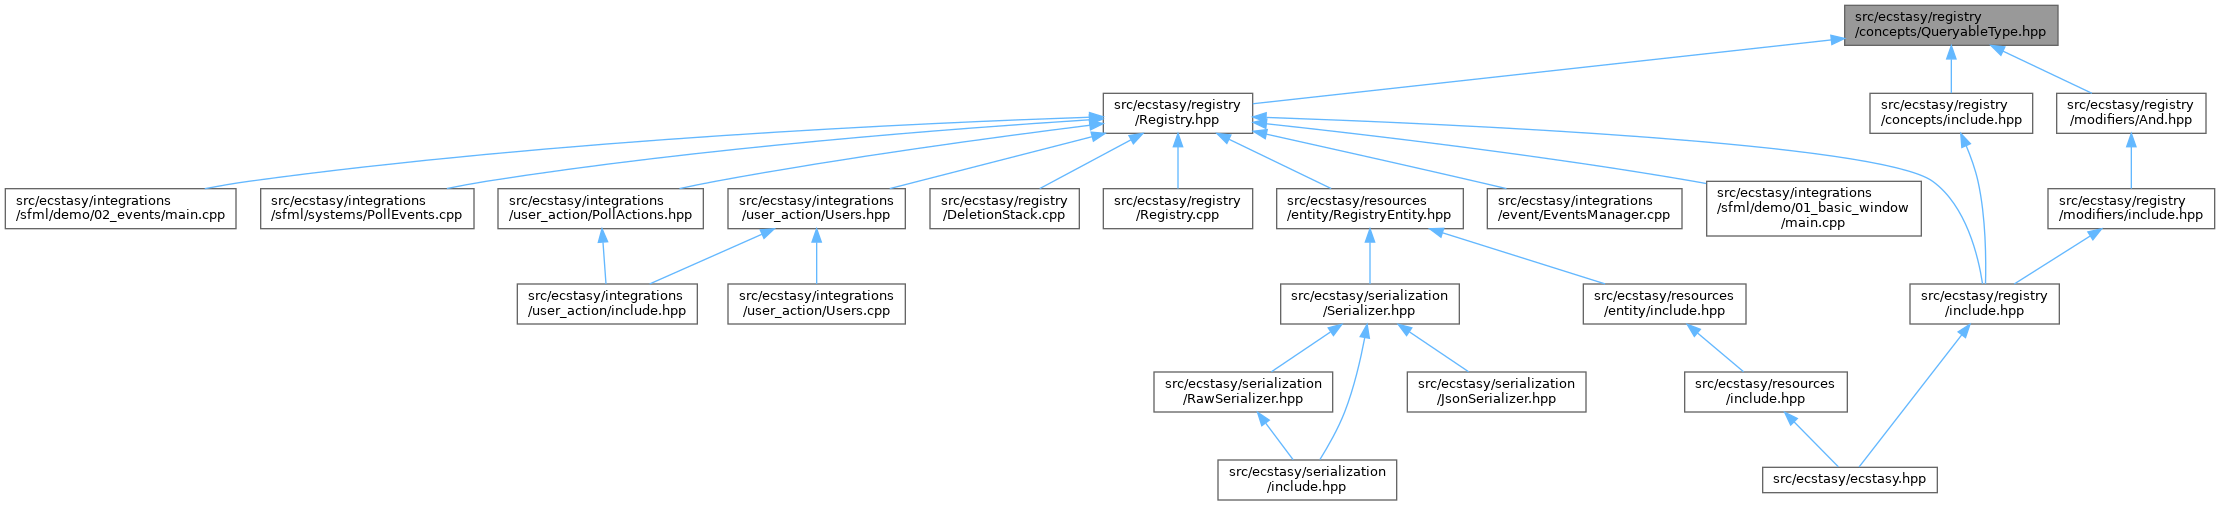 src/ecstasy/registry
/concepts/QueryableType.hpp
src/ecstasy/registry
/Registry.hpp
src/ecstasy/registry
/concepts/include.hpp
src/ecstasy/registry
/modifiers/And.hpp
src/ecstasy/integrations
/sfml/demo/02_events/main.cpp
src/ecstasy/integrations
/sfml/systems/PollEvents.cpp
src/ecstasy/integrations
/user_action/PollActions.hpp
src/ecstasy/integrations
/user_action/Users.hpp
src/ecstasy/registry
/DeletionStack.cpp
src/ecstasy/registry
/Registry.cpp
src/ecstasy/resources
/entity/RegistryEntity.hpp
src/ecstasy/integrations
/event/EventsManager.cpp
src/ecstasy/integrations
/sfml/demo/01_basic_window
/main.cpp
src/ecstasy/registry
/modifiers/include.hpp
src/ecstasy/integrations
/user_action/include.hpp
src/ecstasy/integrations
/user_action/Users.cpp
src/ecstasy/serialization
/Serializer.hpp
src/ecstasy/resources
/entity/include.hpp
src/ecstasy/registry
/include.hpp
src/ecstasy/serialization
/RawSerializer.hpp
src/ecstasy/serialization
/JsonSerializer.hpp
src/ecstasy/resources
/include.hpp
src/ecstasy/serialization
/include.hpp
src/ecstasy/ecstasy.hpp